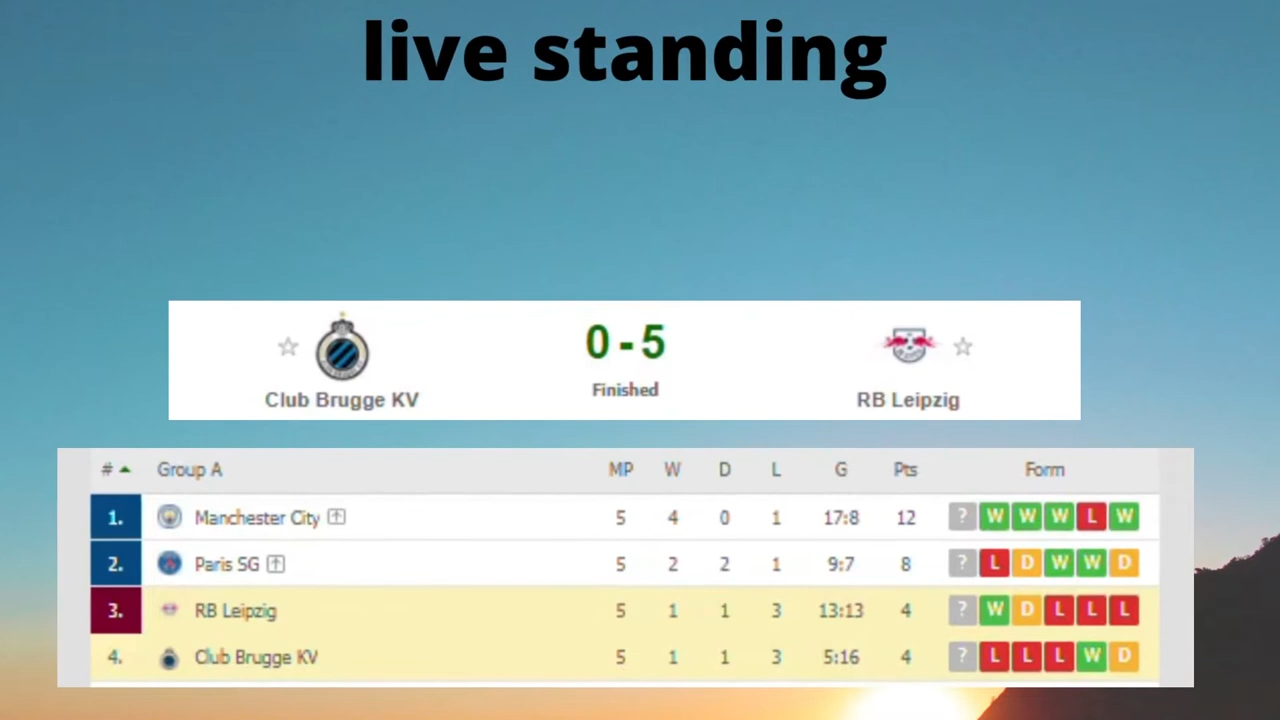 live standing
0 - 5
Finished
Club Brugge KV RB Leipzig
# Group A MP W D L G Pts Form
1. Manchester City 5 4 0 1 17:8 12 ? W W W L W
2. Paris SG 5 2 2 1 9:7 8 ? L D W W D
3. RB Leipzig 5 1 1 3 13:13 4 ? W D L L L
4. Club Brugge KV 5 1 1 3 5:16 4 ? L L L W D